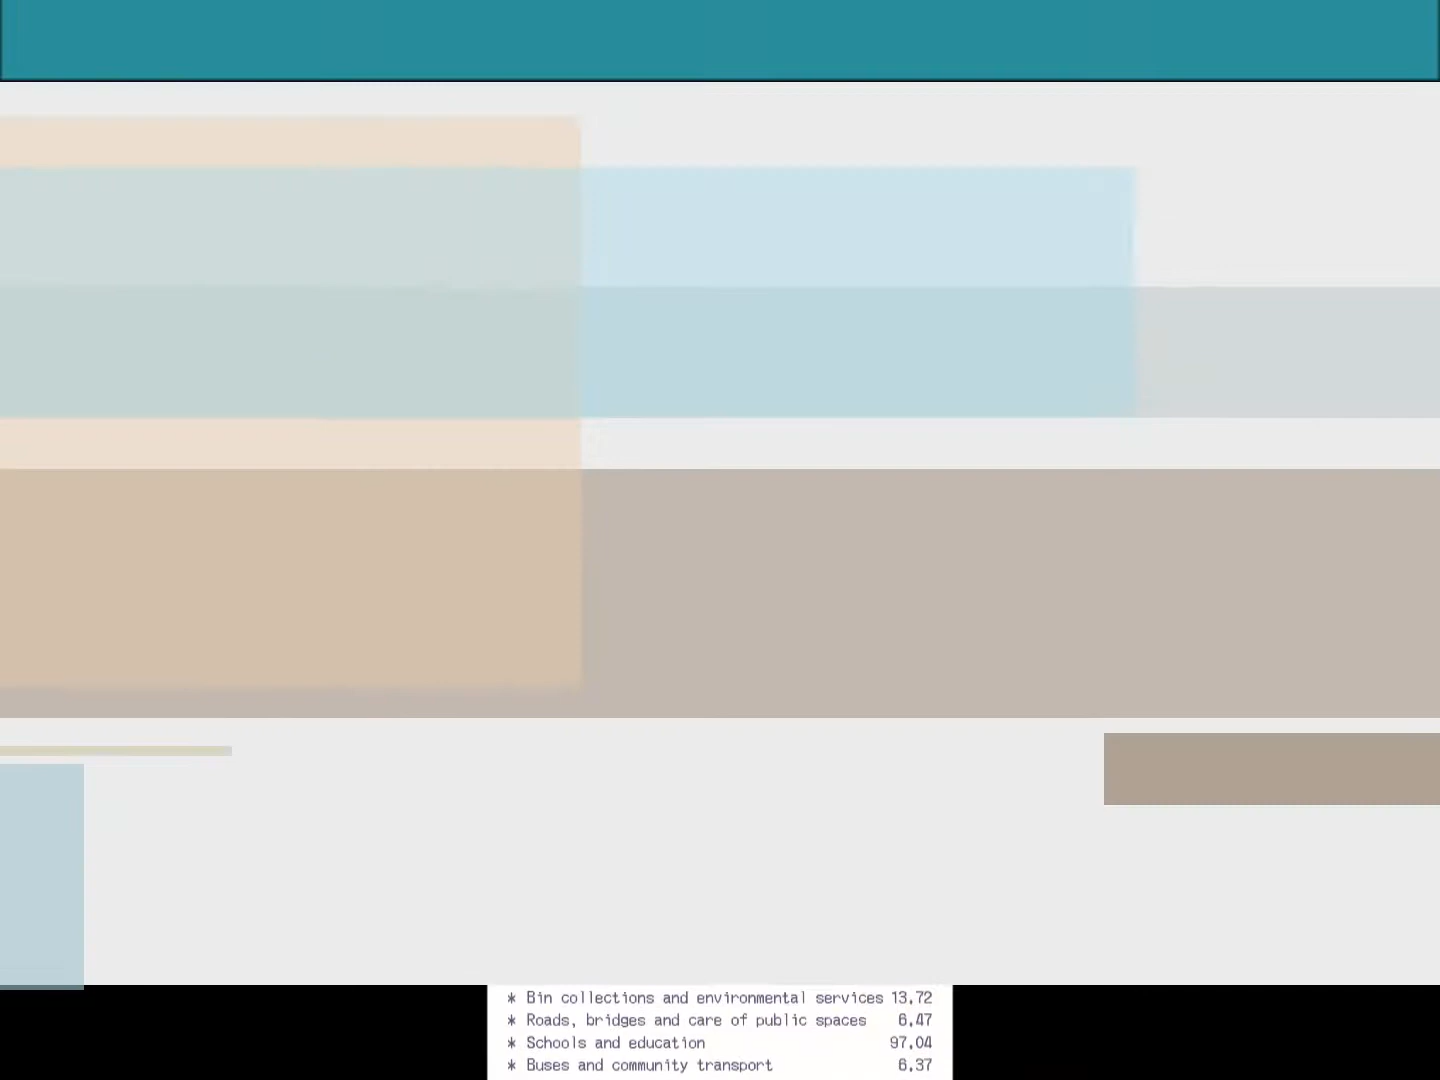 * Bin collections and environmental services 13.72
* Roads, bridges and care of public spaces 6.47
* Schools and education 97.04
* Buses and community transport 6.37